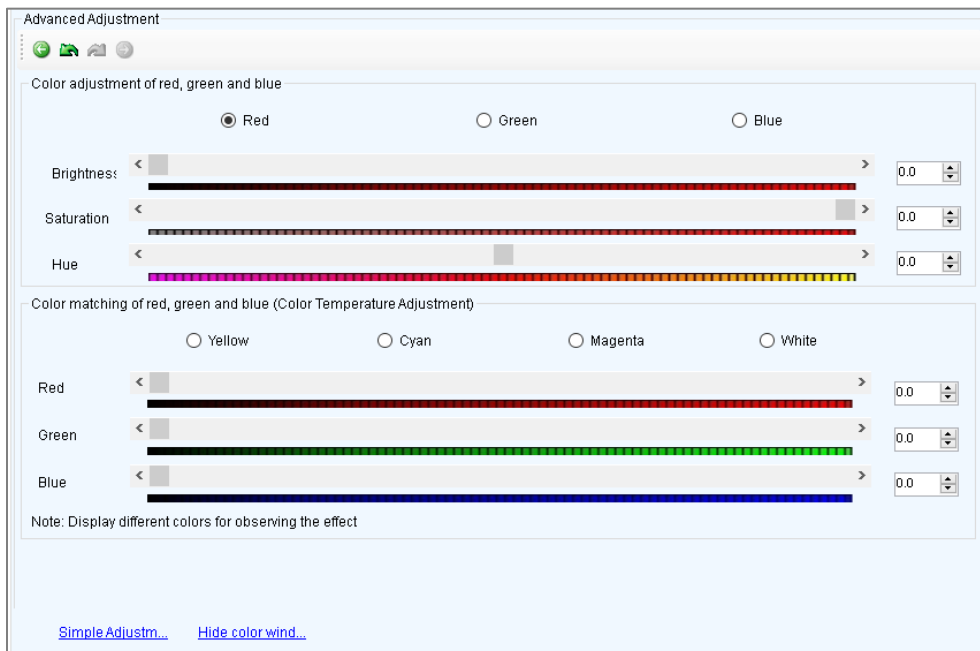 Advanced Adjustment
Color adjustment of red, green and blue
Red Green Blue
Brightness 0.0
Saturation 0.0
Hue 0.0
Color matching of red, green and blue (Color Temperature Adjustment)
Yellow Cyan Magenta White
Red 0.0
Green 0.0
Blue 0.0
Note: Display different colors for observing the effect
Simple Adjustm... Hide color wind...